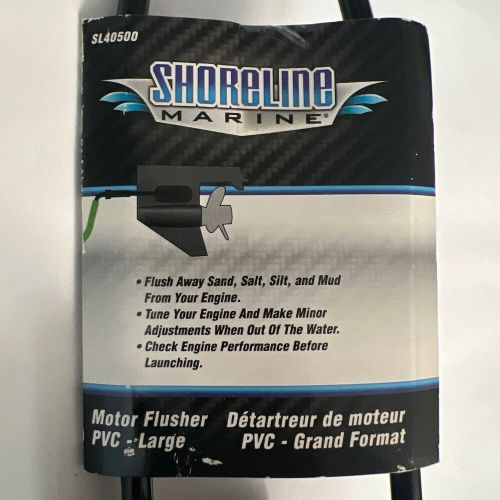 SL40500
SHORELINE
MARINE®
• Flush Away Sand, Salt, Silt, and Mud
From Your Engine.
• Tune Your Engine And Make Minor
Adjustments When Out Of The Water.
• Check Engine Performance Before
Launching.
Motor Flusher
PVC - Large
Détartreur de moteur
PVC - Grand Format